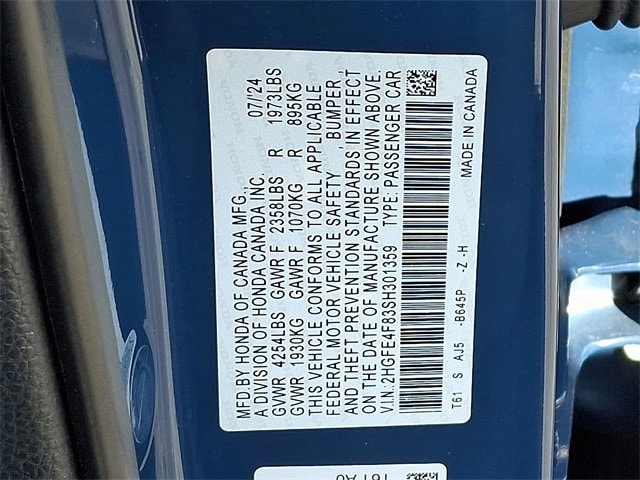 MFD. BY HONDA OF CANADA MFG., 07/24
A DIVISION OF HONDA CANADA INC.
GVWR 4254LBS GAWR F 2358LBS R 1973LBS
GVWR 1930KG GAWR F 1070KG R 895KG
THIS VEHICLE CONFORMS TO ALL APPLICABLE
FEDERAL MOTOR VEHICLE SAFETY , BUMPER ,
AND THEFT PREVENTION STANDARDS IN EFFECT
ON THE DATE OF MANUFACTURE SHOWN ABOVE.
V.I.N: 2HGFE4F83SH301359 TYPE: PASSENGER CAR
T61 S AJ5 -B645P -Z -H MADE IN CANADA
T61 A0